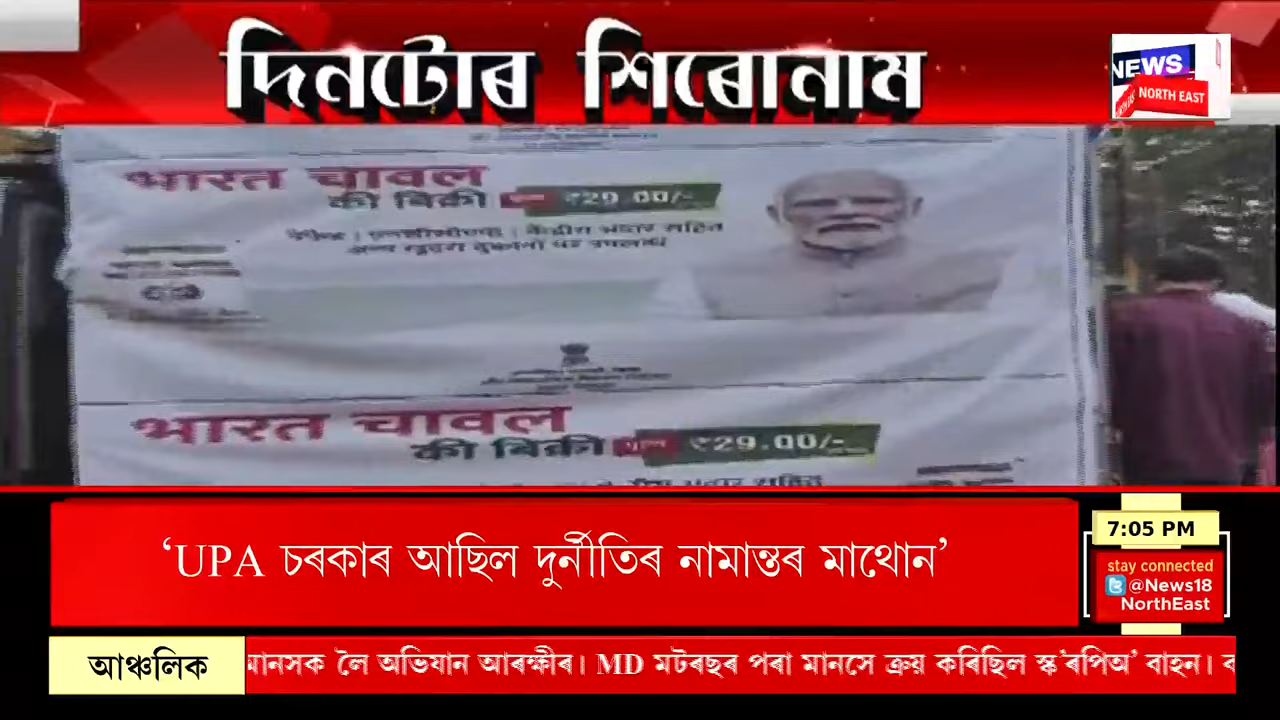 দিনটোৰ শিৰোনাম
NEWS
NORTH EAST
भारत चावल
की बिक्री
₹29.00/-
भारत चावल
की बिक्री
₹29.00/-
‘UPA চৰকাৰ আছিল দুৰ্নীতিৰ নামান্তৰ মাথোন’
7:05 PM
stay connected
@News18
NorthEast
আঞ্চলিক
মানসক লৈ অভিযান আৰক্ষীৰ। MD মটৰছৰ পৰা মানসে ক্ৰয় কৰিছিল স্ক'ৰপিঅ' বাহন।